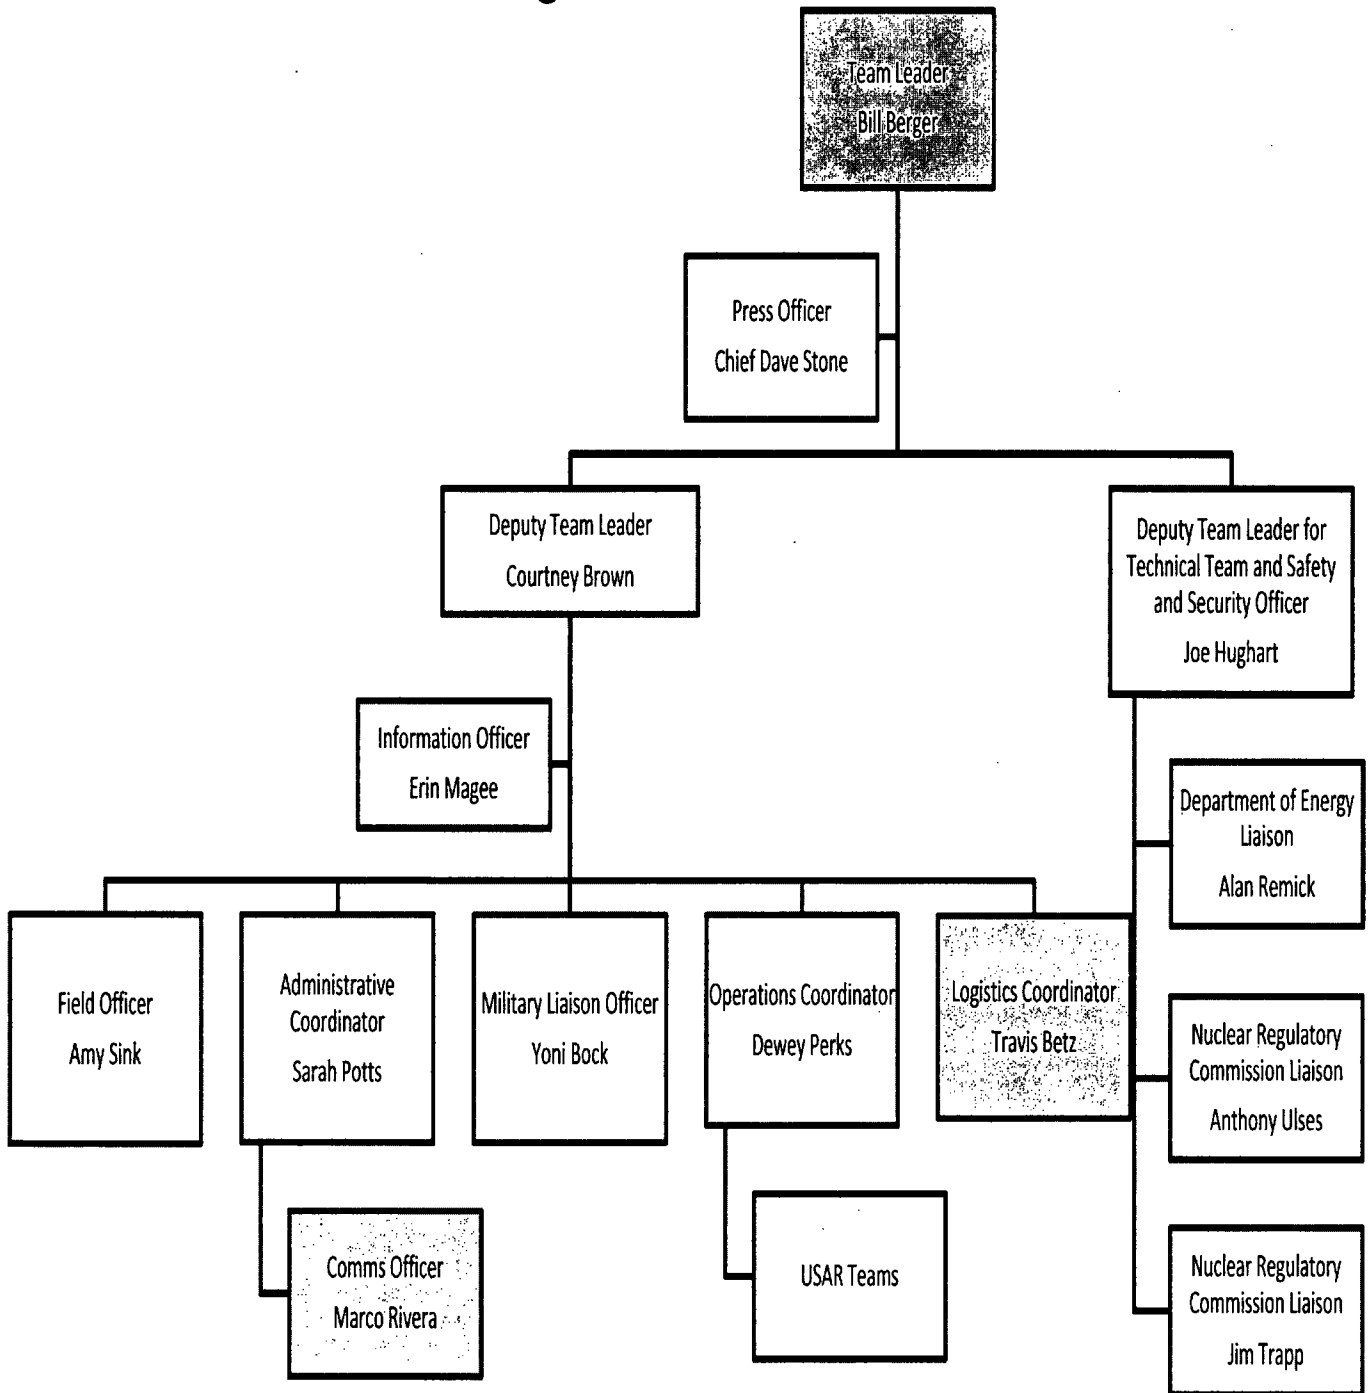 Team Leader
Bill Berger
Press Officer
Chief Dave Stone
Deputy Team Leader
Courtney Brown
Deputy Team Leader for
Technical Team and Safety
and Security Officer
Joe Hughart
Information Officer
Erin Magee
Department of Energy
Liaison
Alan Remick
Field Officer
Amy Sink
Administrative
Coordinator
Sarah Potts
Military Liaison Officer
Yoni Bock
Operations Coordinator
Dewey Perks
Logistics Coordinator
Travis Betz
Nuclear Regulatory
Commission Liaison
Anthony Ulses
Comms Officer
Marco Rivera
USAR Teams
Nuclear Regulatory
Commission Liaison
Jim Trapp